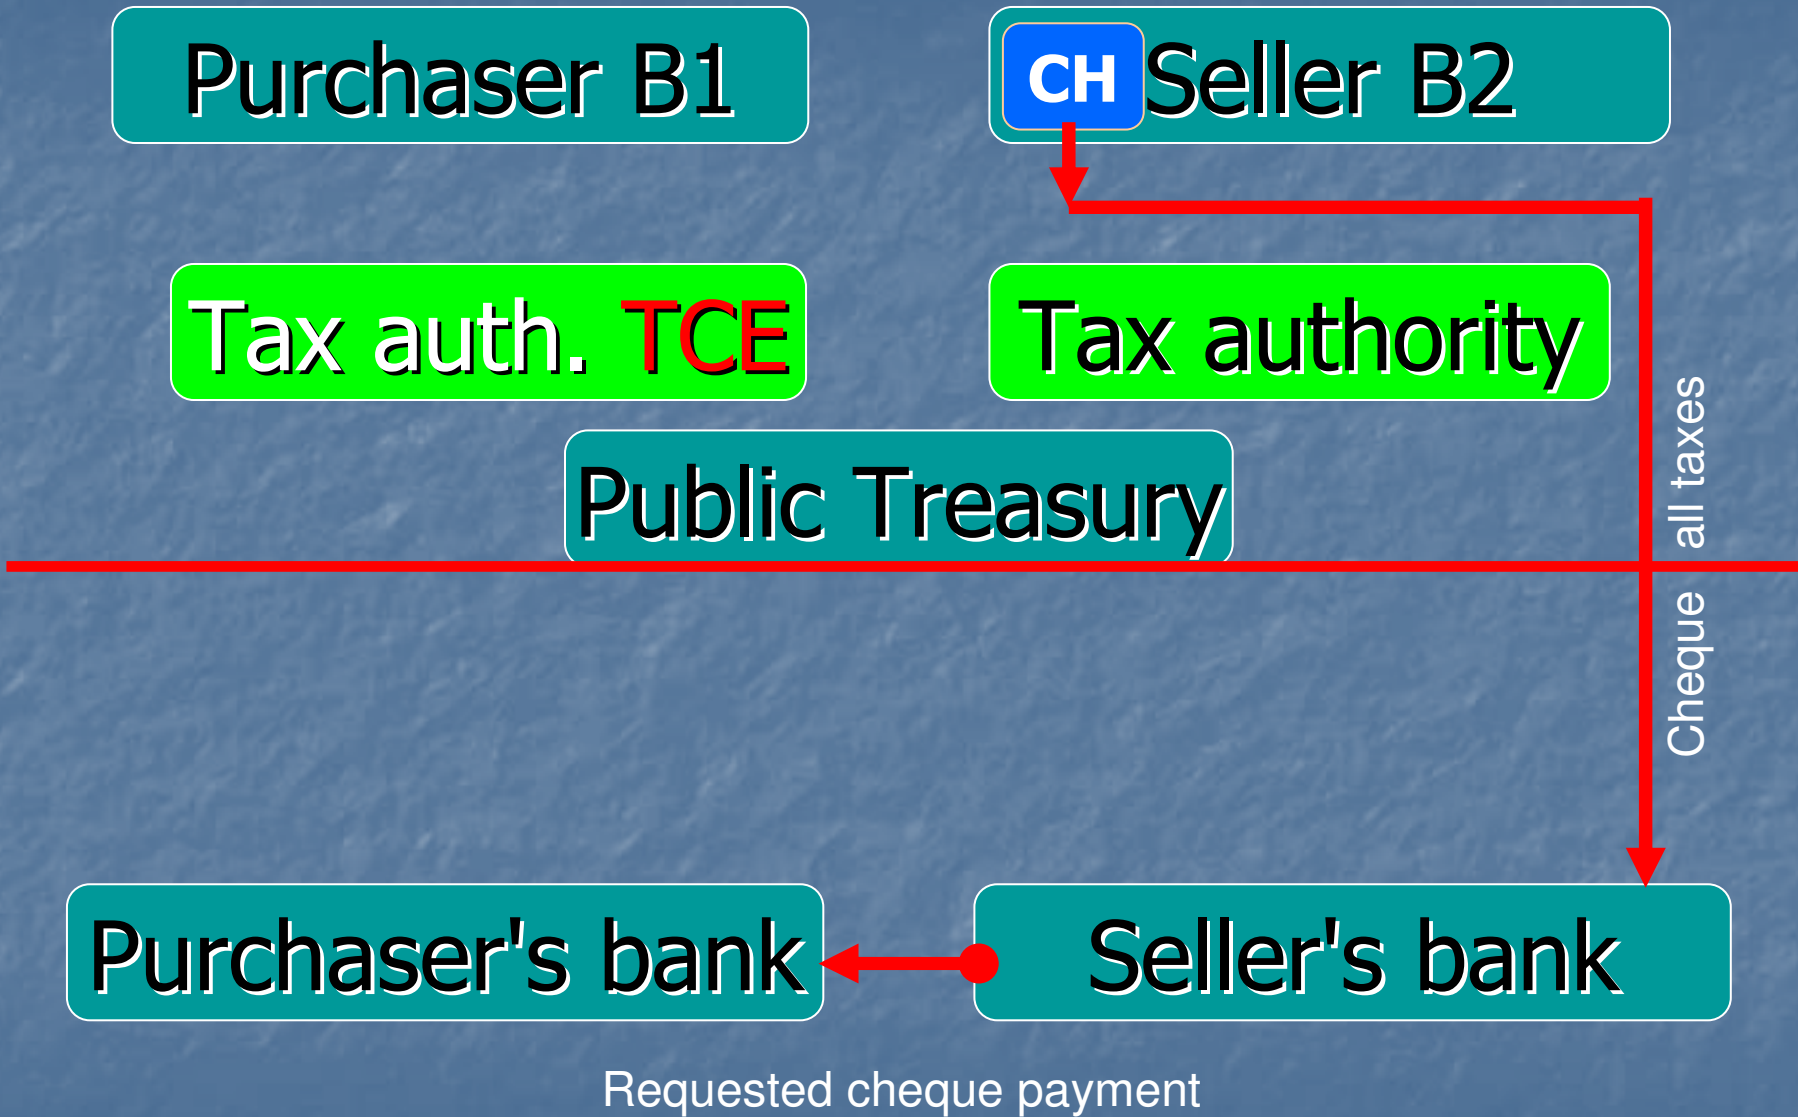 Purchaser B1
CH Seller B2
Tax auth. TCE
Tax authority
Public Treasury
Cheque all taxes
Purchaser's bank
Seller's bank
Requested cheque payment